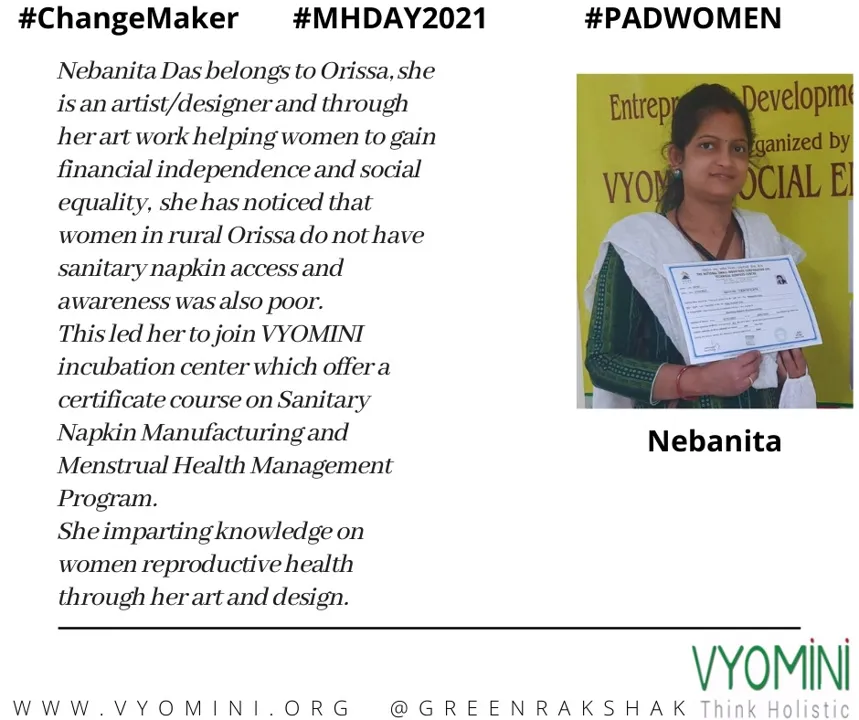 #ChangeMaker #MHDAY2021 #PADWOMEN
Nebanita Das belongs to Orissa, she
is an artist/designer and through
her art work helping women to gain
financial independence and social
equality, she has noticed that
women in rural Orissa do not have
sanitary napkin access and
awareness was also poor.
This led her to join VYOMINI
incubation center which offer a
certificate course on Sanitary
Napkin Manufacturing and
Menstrual Health Management
Program.
She imparting knowledge on
women reproductive health
through her art and design.
Entrep
Developme
ganized by
VYOM
OCIAL E
Nebanita
WWW.VYOMINI.ORG @GREENRAKSHAK
VYOMINI
Think Holistic